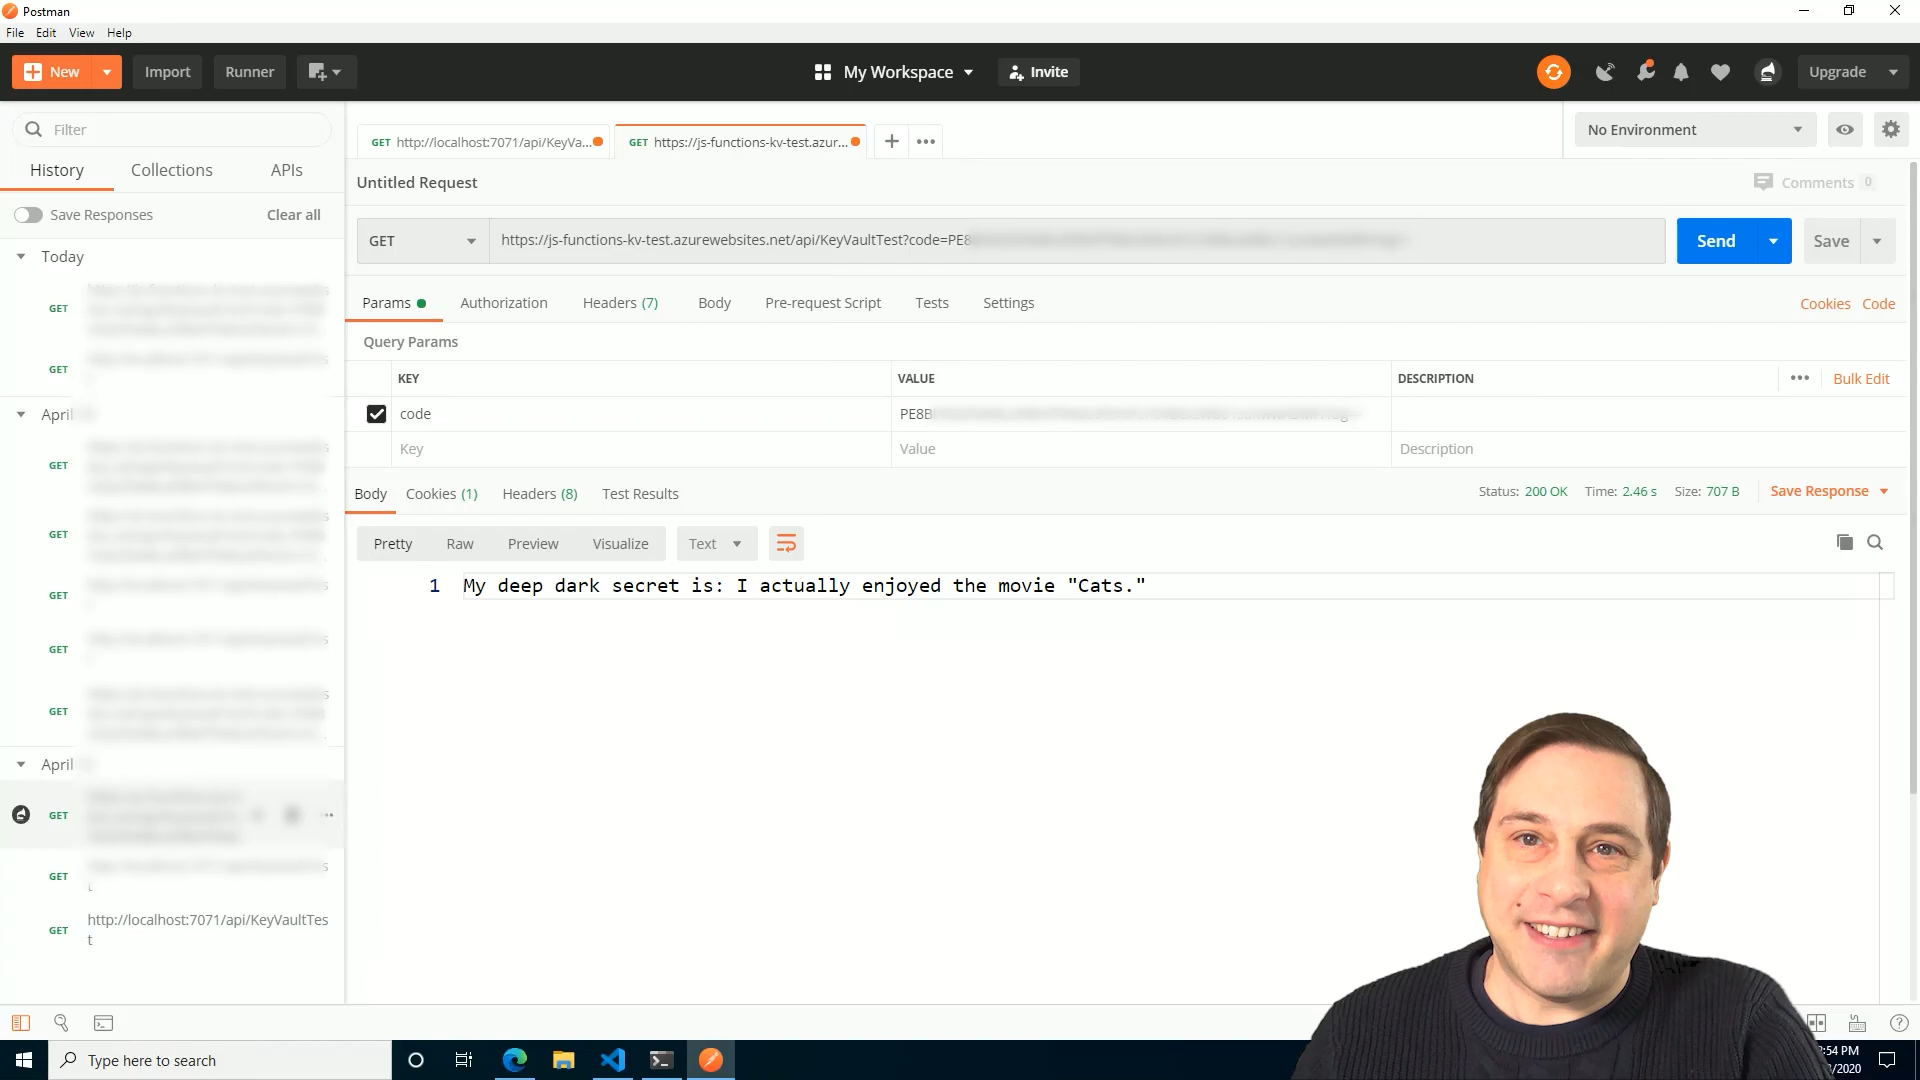 Postman
File Edit View Help
New Import Runner My Workspace Invite Upgrade
Filter
GET http://localhost:7071/api/KeyVa... GET https://js-functions-kv-test.azur... No Environment
History Collections APIs
Untitled Request Comments 0
Save Responses Clear all
GET https://js-functions-kv-test.azurewebsites.net/api/KeyVaultTest?code=PE8 Send Save
Today
Params Authorization Headers (7) Body Pre-request Script Tests Settings Cookies Code
GET
Query Params
GET
KEY VALUE DESCRIPTION Bulk Edit
April
code PE8B
Key Value Description
GET
Body Cookies (1) Headers (8) Test Results Status: 200 OK Time: 2.46 s Size: 707 B Save Response
GET
Pretty Raw Preview Visualize Text
1 My deep dark secret is: I actually enjoyed the movie "Cats."
GET
GET
GET
April
GET
GET
GET http://localhost:7071/api/KeyVaultTes
t
Type here to search
:54 PM
/2020